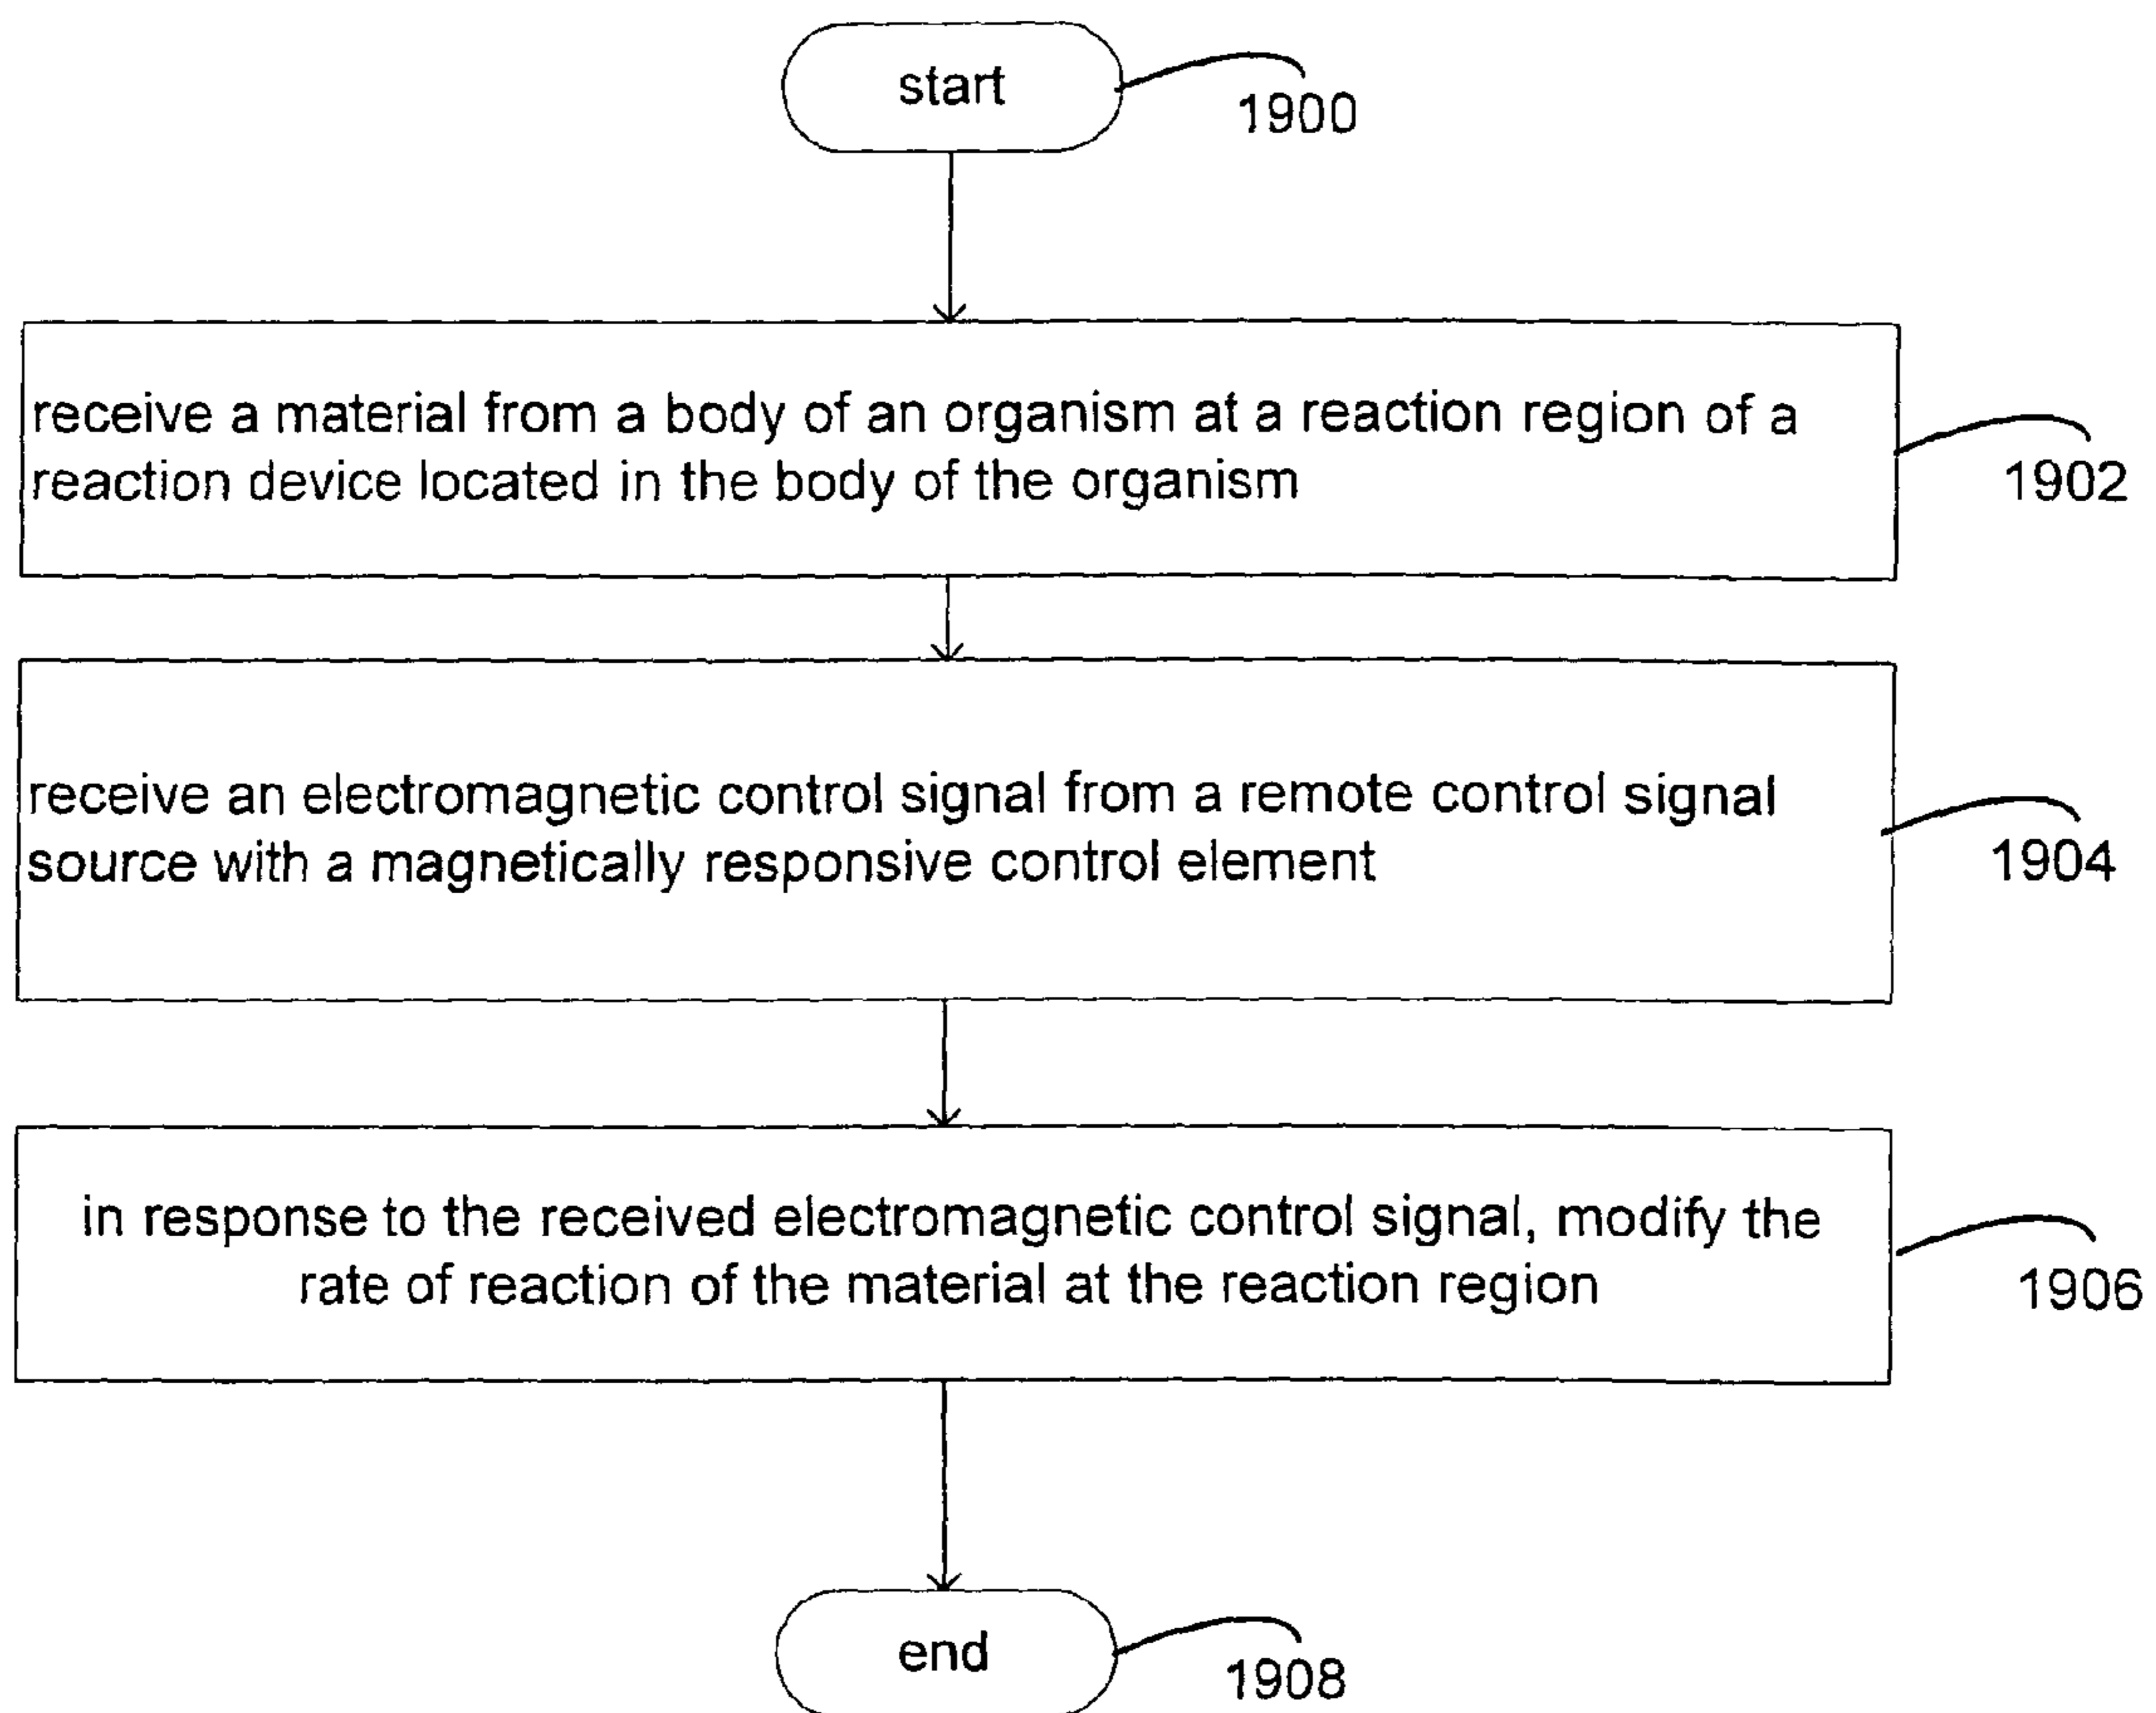 start
1900
receive a material from a body of an organism at a reaction region of a
reaction device located in the body of the organism
1902
receive an electromagnetic control signal from a remote control signal
source with a magnetically responsive control element
1904
in response to the received electromagnetic control signal, modify the
rate of reaction of the material at the reaction region
1906
end
1908